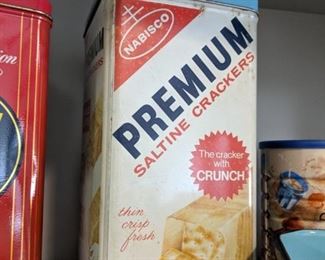 NABISCO
PREMIUM
SALTINE CRACKERS
The cracker
with
CRUNCH
thin
crisp
fresh